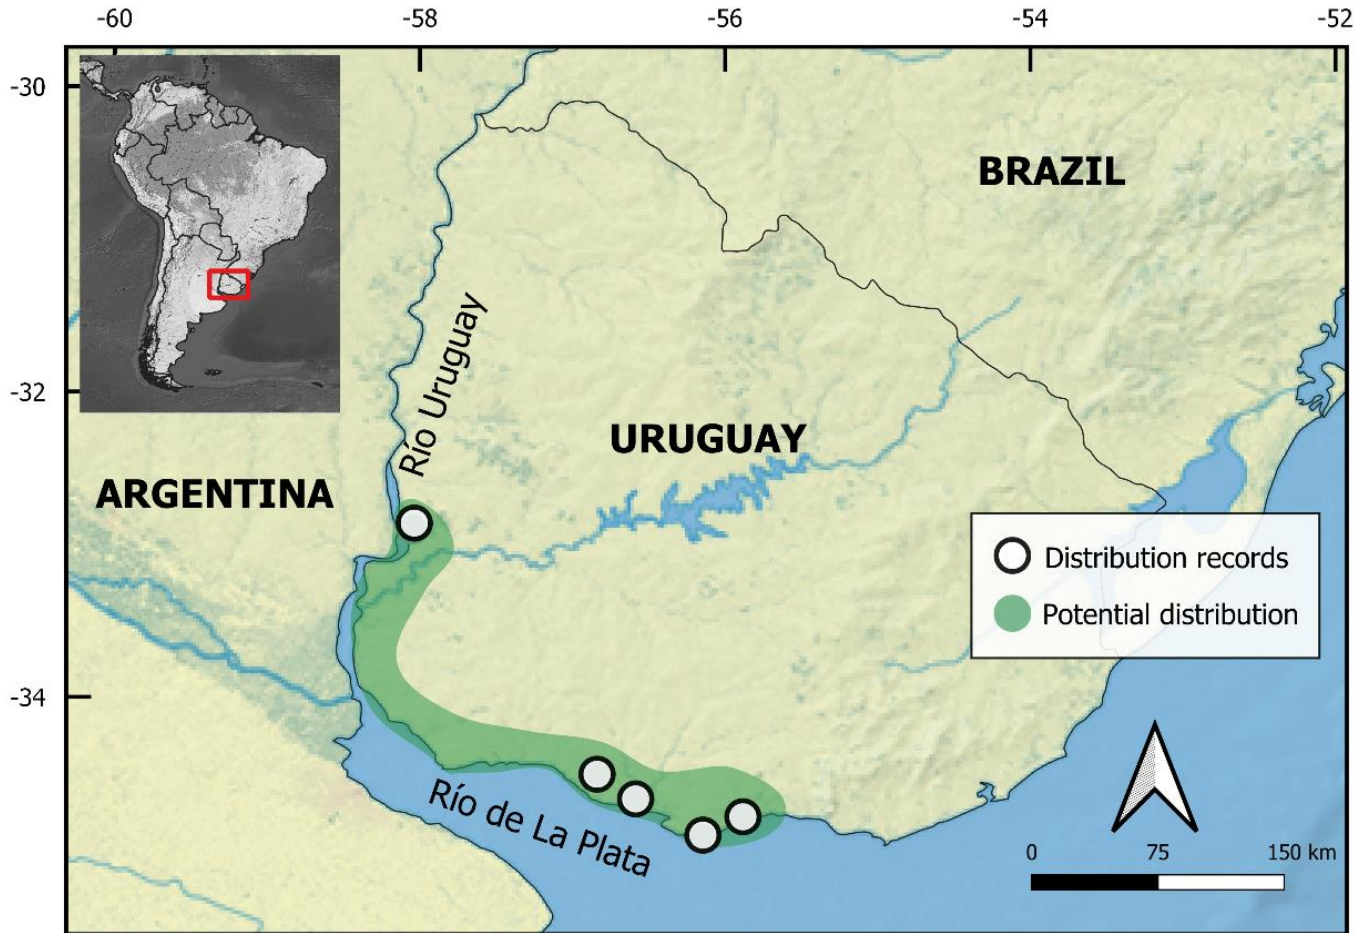 -60
-58
-56
-54
-52
-30
BRAZIL
Río Uruguay
-32
URUGUAY
ARGENTINA
Distribution records
Potential distribution
-34
Río de La Plata
0
75
150 km